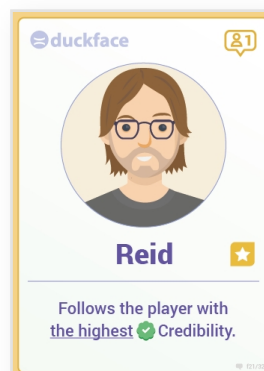 duckface
1
Reid
Follows the player with
the highest Credibility.